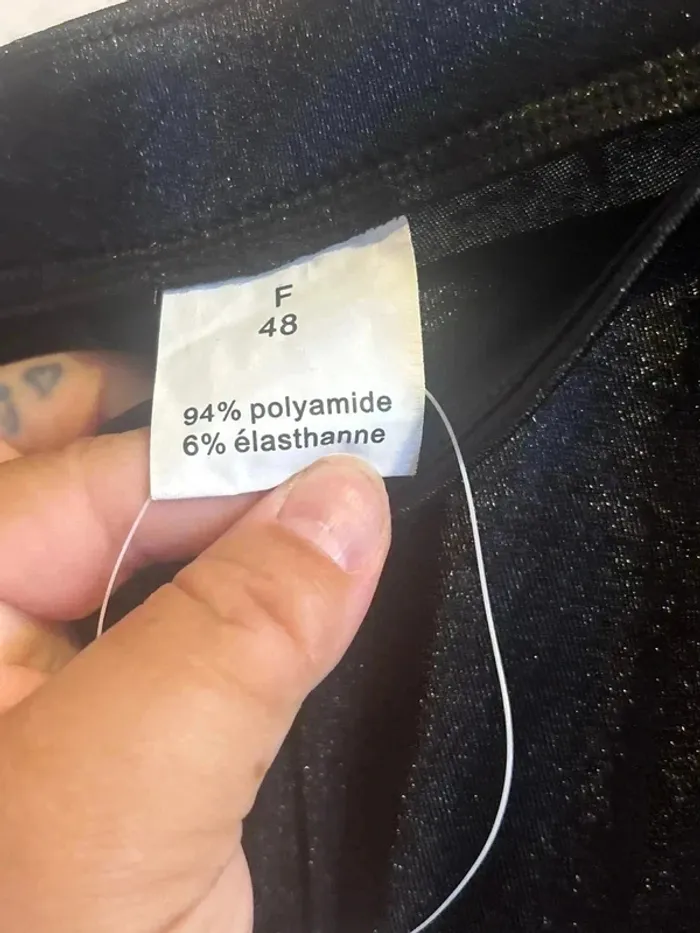 F
48
94% polyamide
6% élasthanne